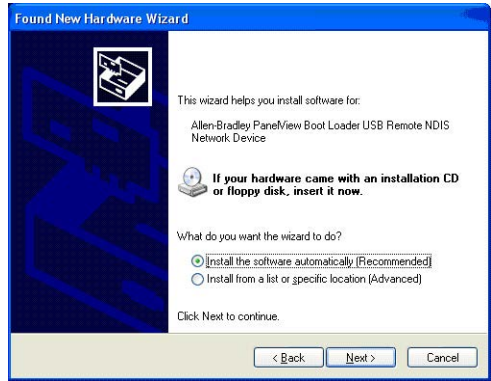 Found New Hardware Wizard
This wizard helps you install software for:
Allen-Bradley PanelView Boot Loader USB Remote NDIS
Network Device
If your hardware came with an installation CD
or floppy disk, insert it now.
What do you want the wizard to do?
Install the software automatically (Recommended)
Install from a list or specific location (Advanced)
Click Next to continue.
< Back
Next >
Cancel